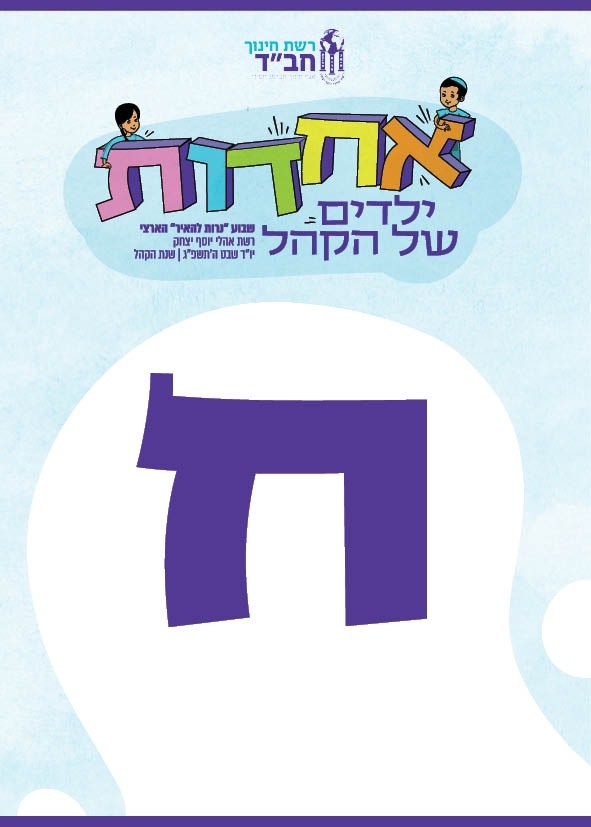 רשת חינוך
חב"ד
אחדות
ילדים
של הקהל
שבוע "נרות להאיר" הארצי
רשת אהלי יוסף יצחק
יו"ד שבט ה'תשפ"ג | שנת הקהל
ח